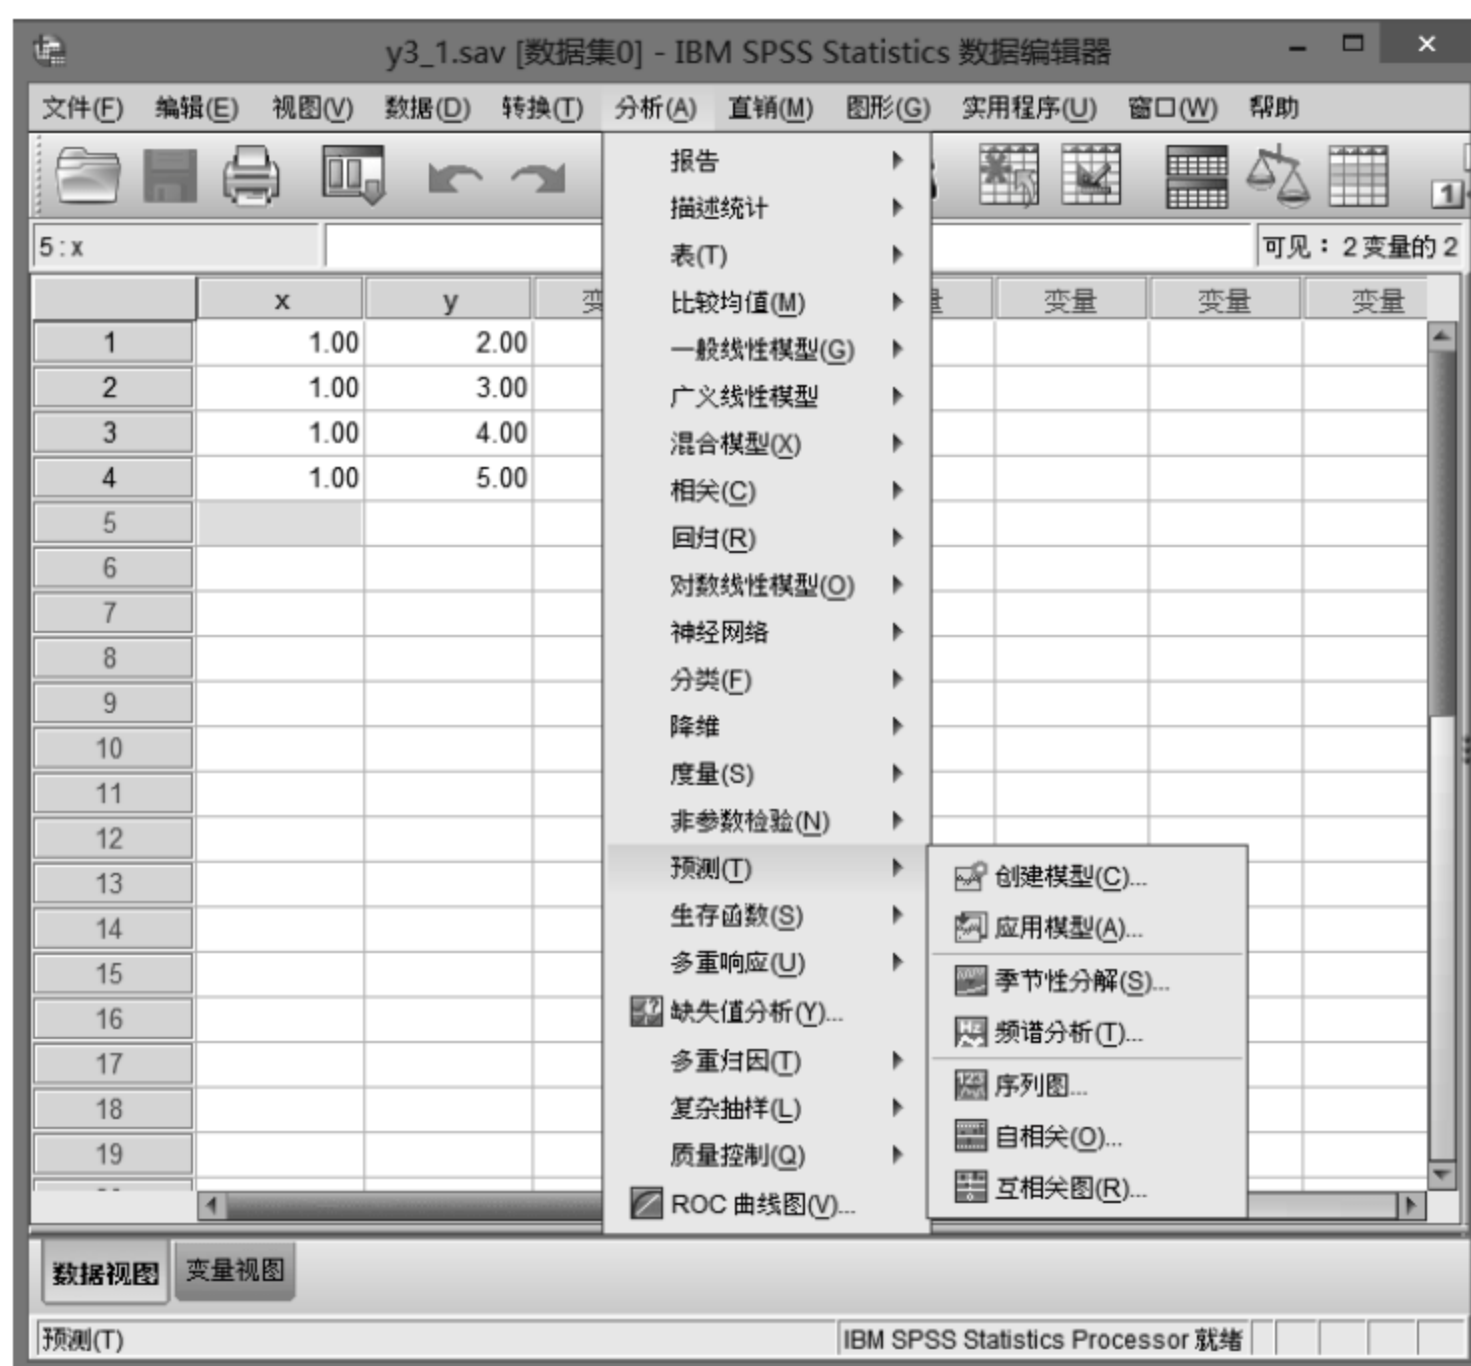 y3_1.sav [数据集0] - IBM SPSS Statistics 数据编辑器
文件(F) 编辑(E) 视图(V) 数据(D) 转换(T) 分析(A) 直销(M) 图形(G) 实用程序(U) 窗口(W) 帮助
5 : x
可见： 2 变量的 2
x y 变量 变量 变量
1 1.00 2.00
2 1.00 3.00
3 1.00 4.00
4 1.00 5.00
5
6
7
8
9
10
11
12
13
14
15
16
17
18
19
报告
描述统计
表(T)
比较均值(M)
一般线性模型(G)
广义线性模型
混合模型(X)
相关(C)
回归(R)
对数线性模型(O)
神经网络
分类(F)
降维
度量(S)
非参数检验(N)
预测(T)
生存函数(S)
多重响应(U)
缺失值分析(Y)...
多重归因(T)
复杂抽样(L)
质量控制(Q)
ROC 曲线图(V)...
创建模型(C)...
应用模型(A)...
季节性分解(S)...
频谱分析(T)...
序列图...
自相关(O)...
互相关图(R)...
数据视图 变量视图
预测(T)
IBM SPSS Statistics Processor 就绪